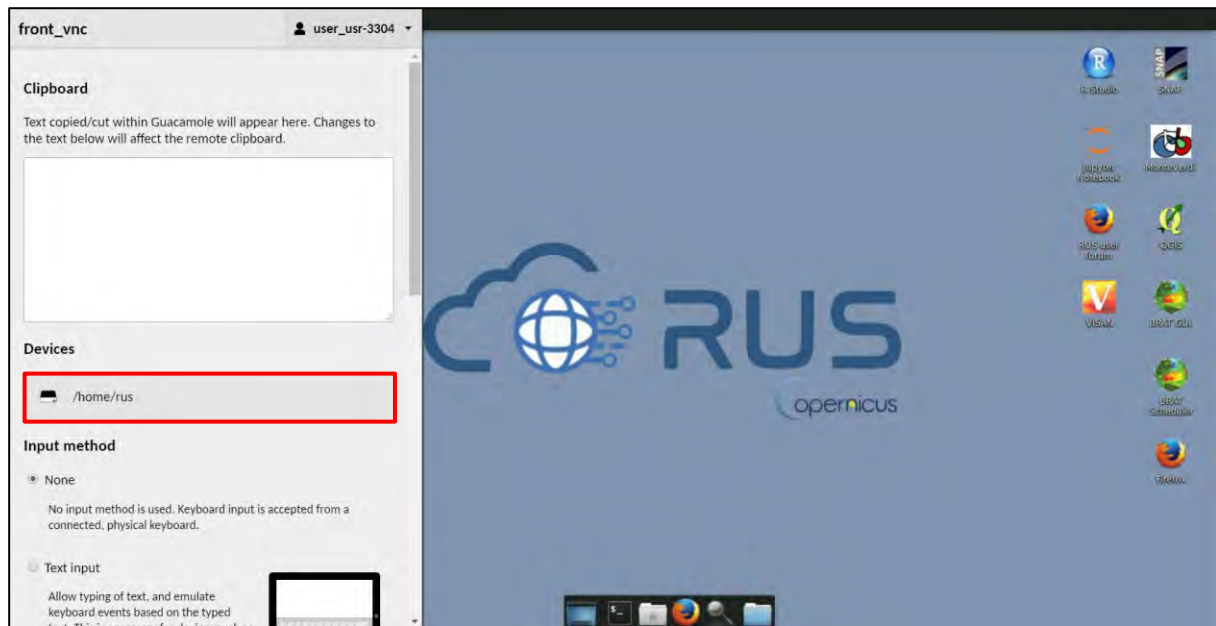 front_vnc
user_usr-3304
Clipboard
Text copied/cut within Guacamole will appear here. Changes to
the text below will affect the remote clipboard.
Devices
/home/rus
Input method
None
No input method is used. Keyboard input is accepted from a
connected, physical keyboard.
Text input
Allow typing of text, and emulate
keyboard events based on the typed
RUS
opernicus
R Studio
SNAP
SNAP
Jupyter
Notebook
Monteverdi
RUS user
forum
QGIS
VISAN
BRAT GUI
BRAT
Scheduler
Firefox